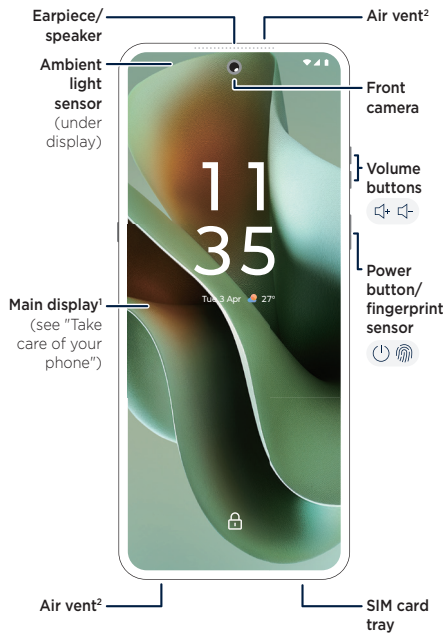 Earpiece/
speaker
Air vent²
Ambient
light
sensor
(under
display)
Front
camera
11
35
Tue 3 Apr 27°
Volume
buttons
Power
button/
fingerprint
sensor
Main display¹
(see "Take
care of your
phone")
Air vent²
SIM card
tray